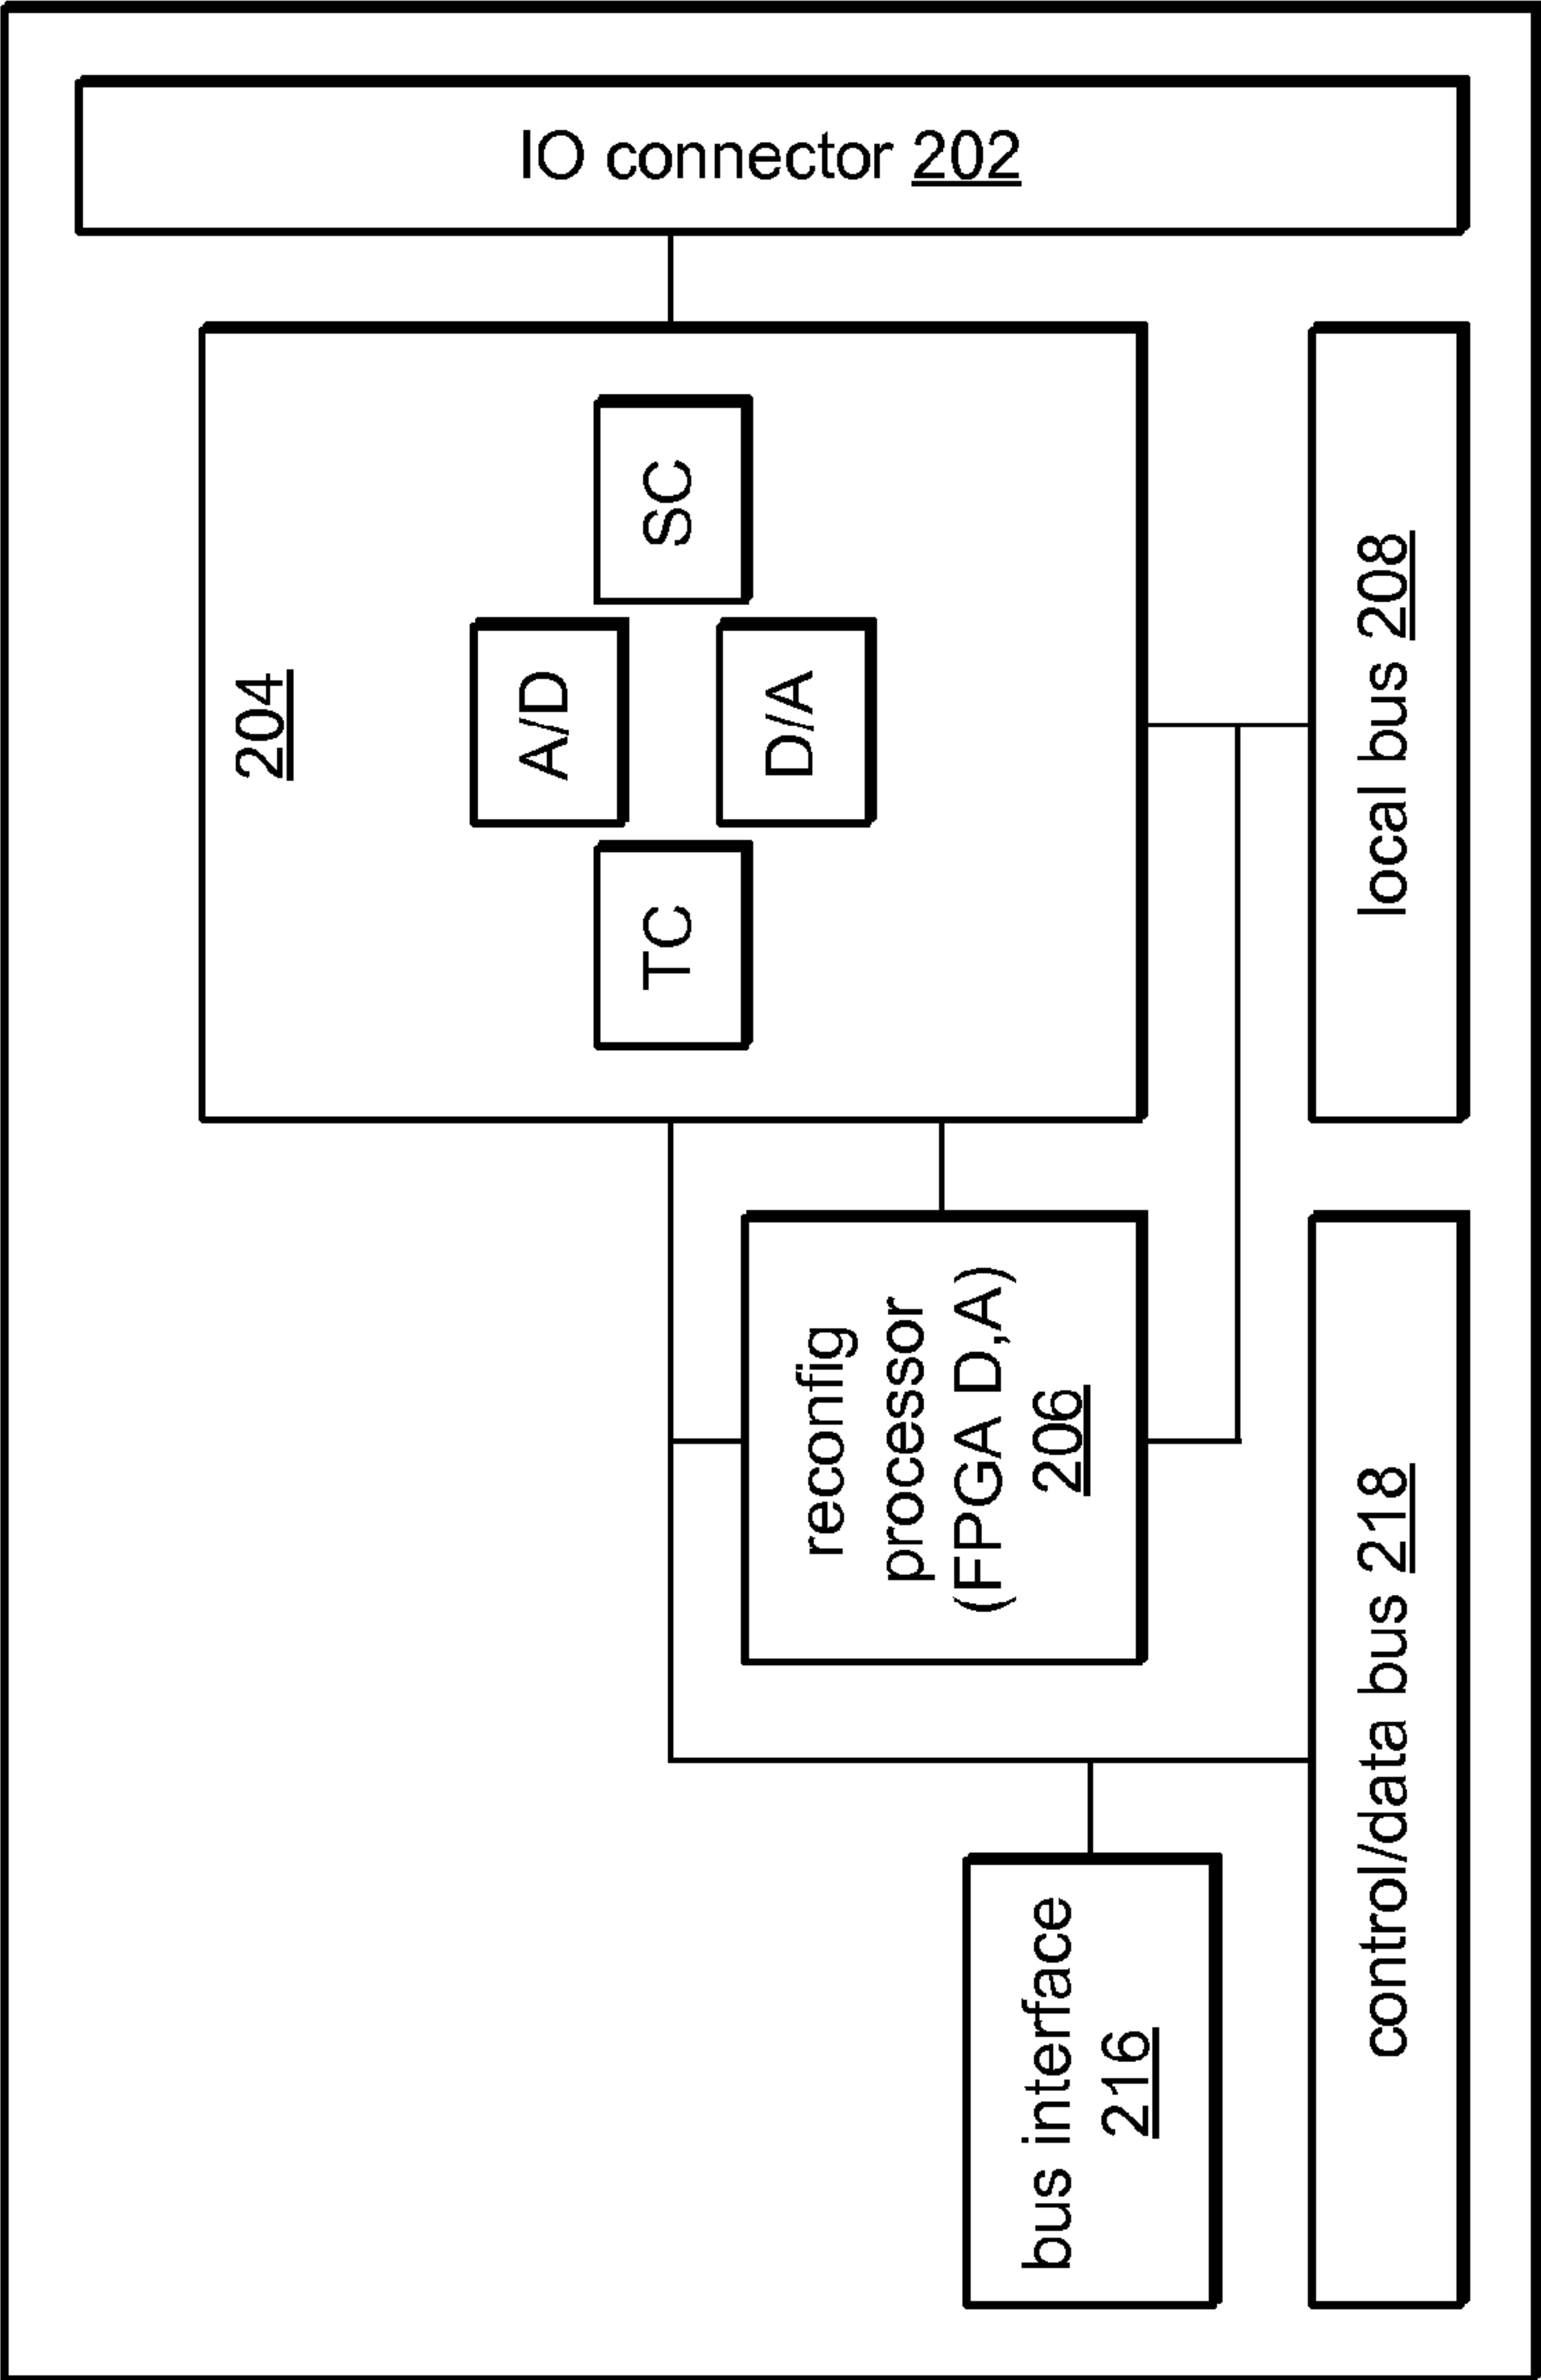 IO connector 202
204
SC
A/D
D/A
TC
local bus 208
reconfig
processor
(FPGA D,A)
206
control/data bus 218
bus interface
216